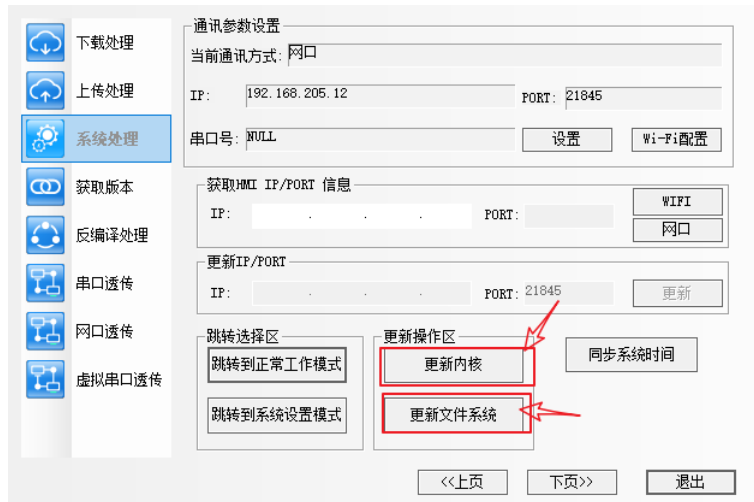 下载处理
上传处理
系统处理
获取版本
反编译处理
串口透传
网口透传
虚拟串口透传
通讯参数设置
当前通讯方式: 网口
IP: 192.168.205.12 PORT: 21845
串口号: NULL 设置 Wi-Fi配置
获取HMI IP/PORT 信息
IP: . . . PORT: WIFI
网口
更新IP/PORT
IP: . . . PORT: 21845 更新
跳转选择区
跳转到正常工作模式
跳转到系统设置模式
更新操作区
更新内核
更新文件系统
同步系统时间
<<上页 下页>> 退出